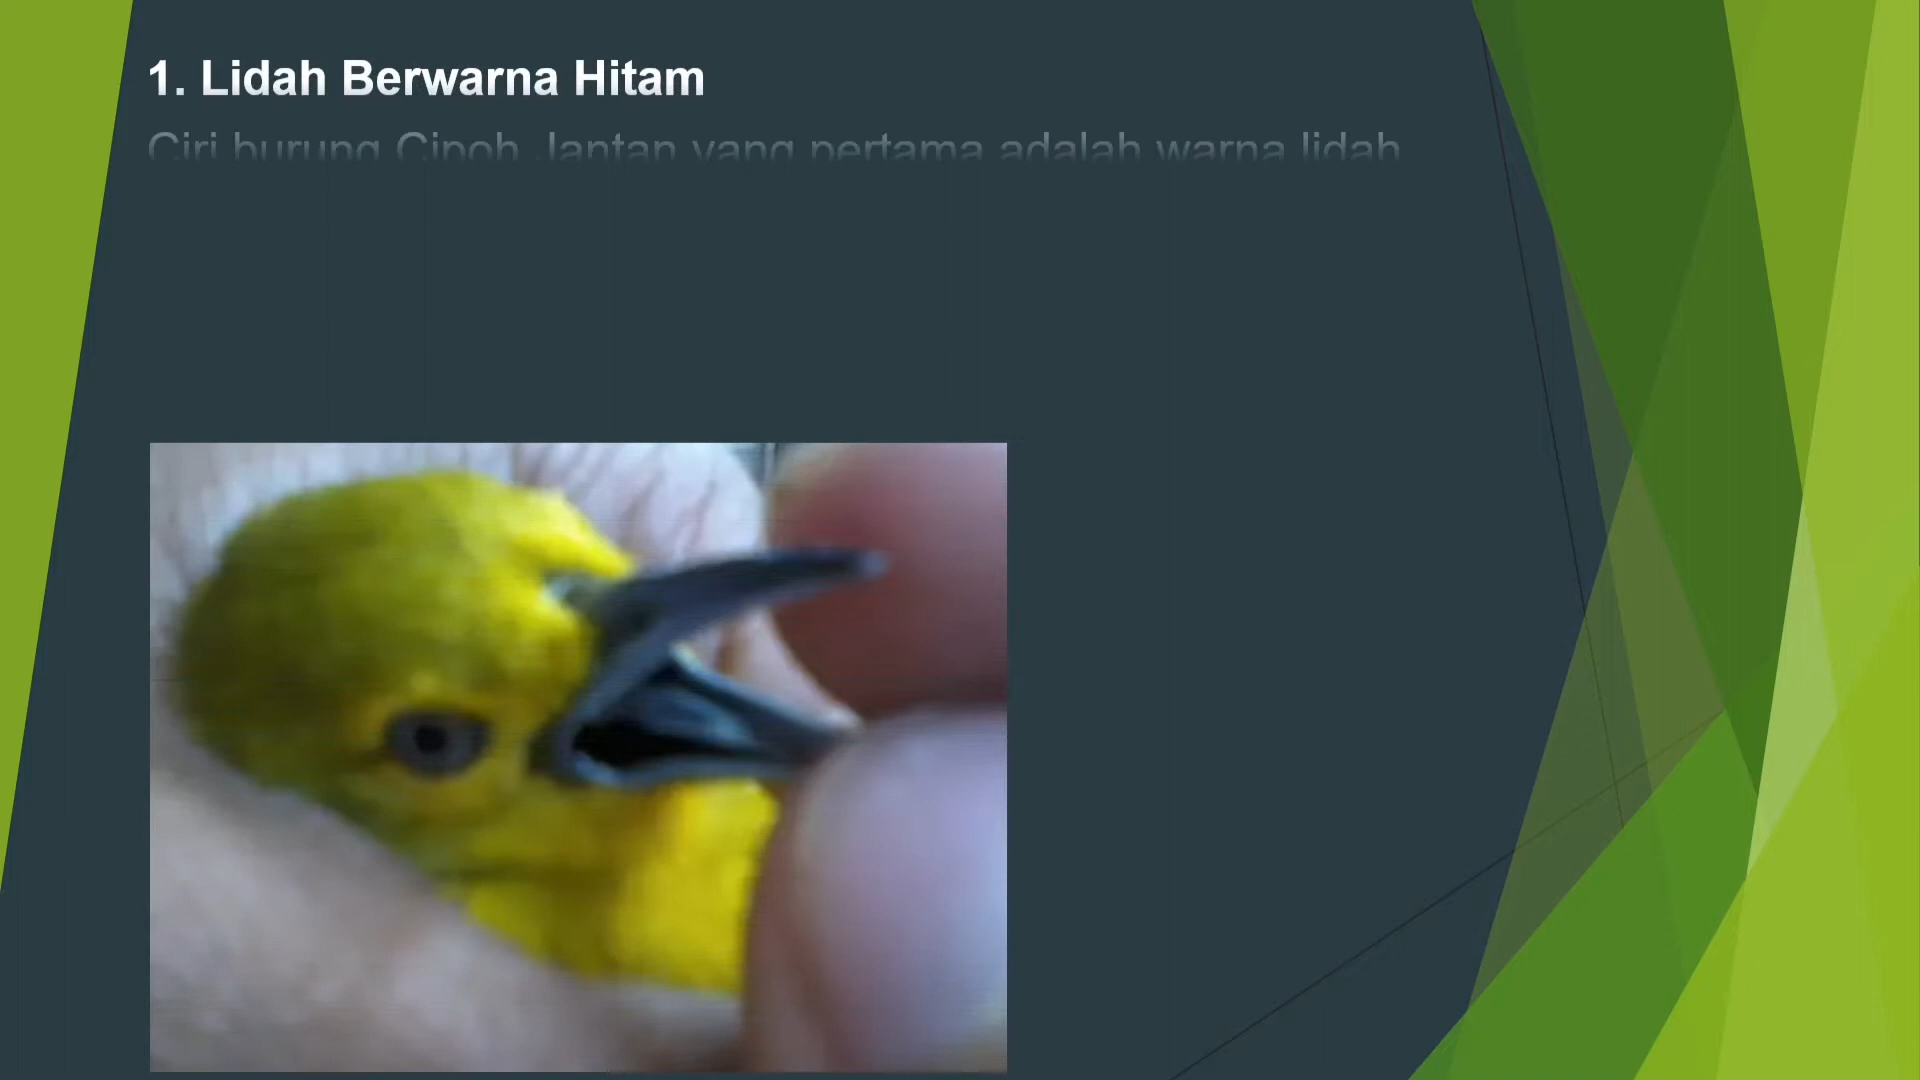 1. Lidah Berwarna Hitam
Ciri burung Cipoh Jantan yang pertama adalah warna lidah